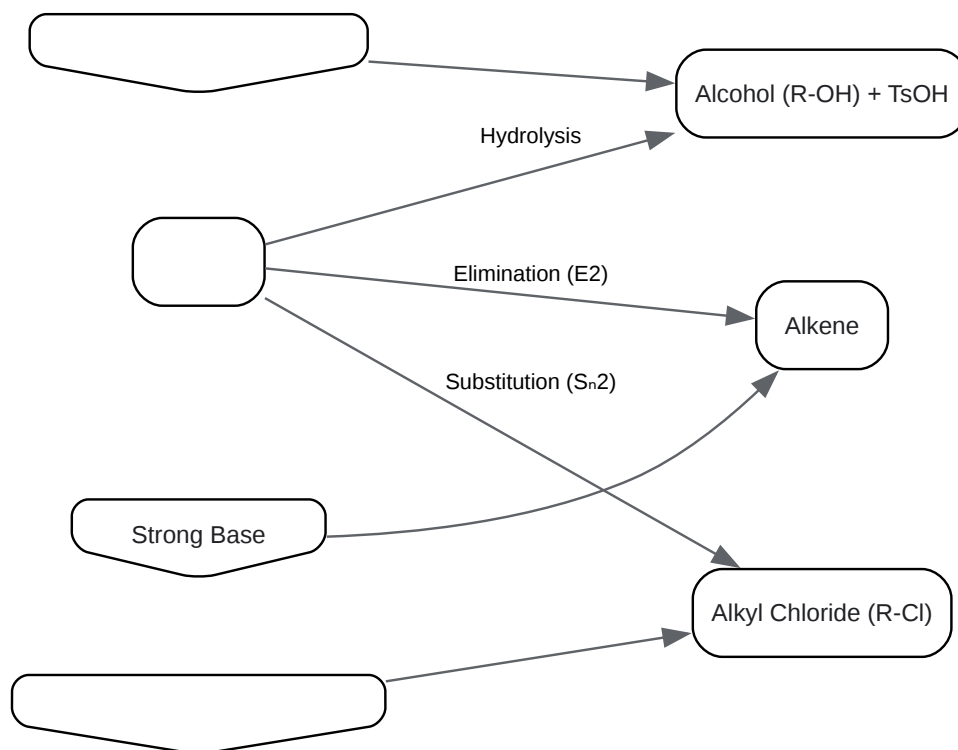 Alcohol (R-OH) + TsOH
Hydrolysis
Elimination (E2)
Alkene
Substitution (Sₙ2)
Strong Base
Alkyl Chloride (R-Cl)